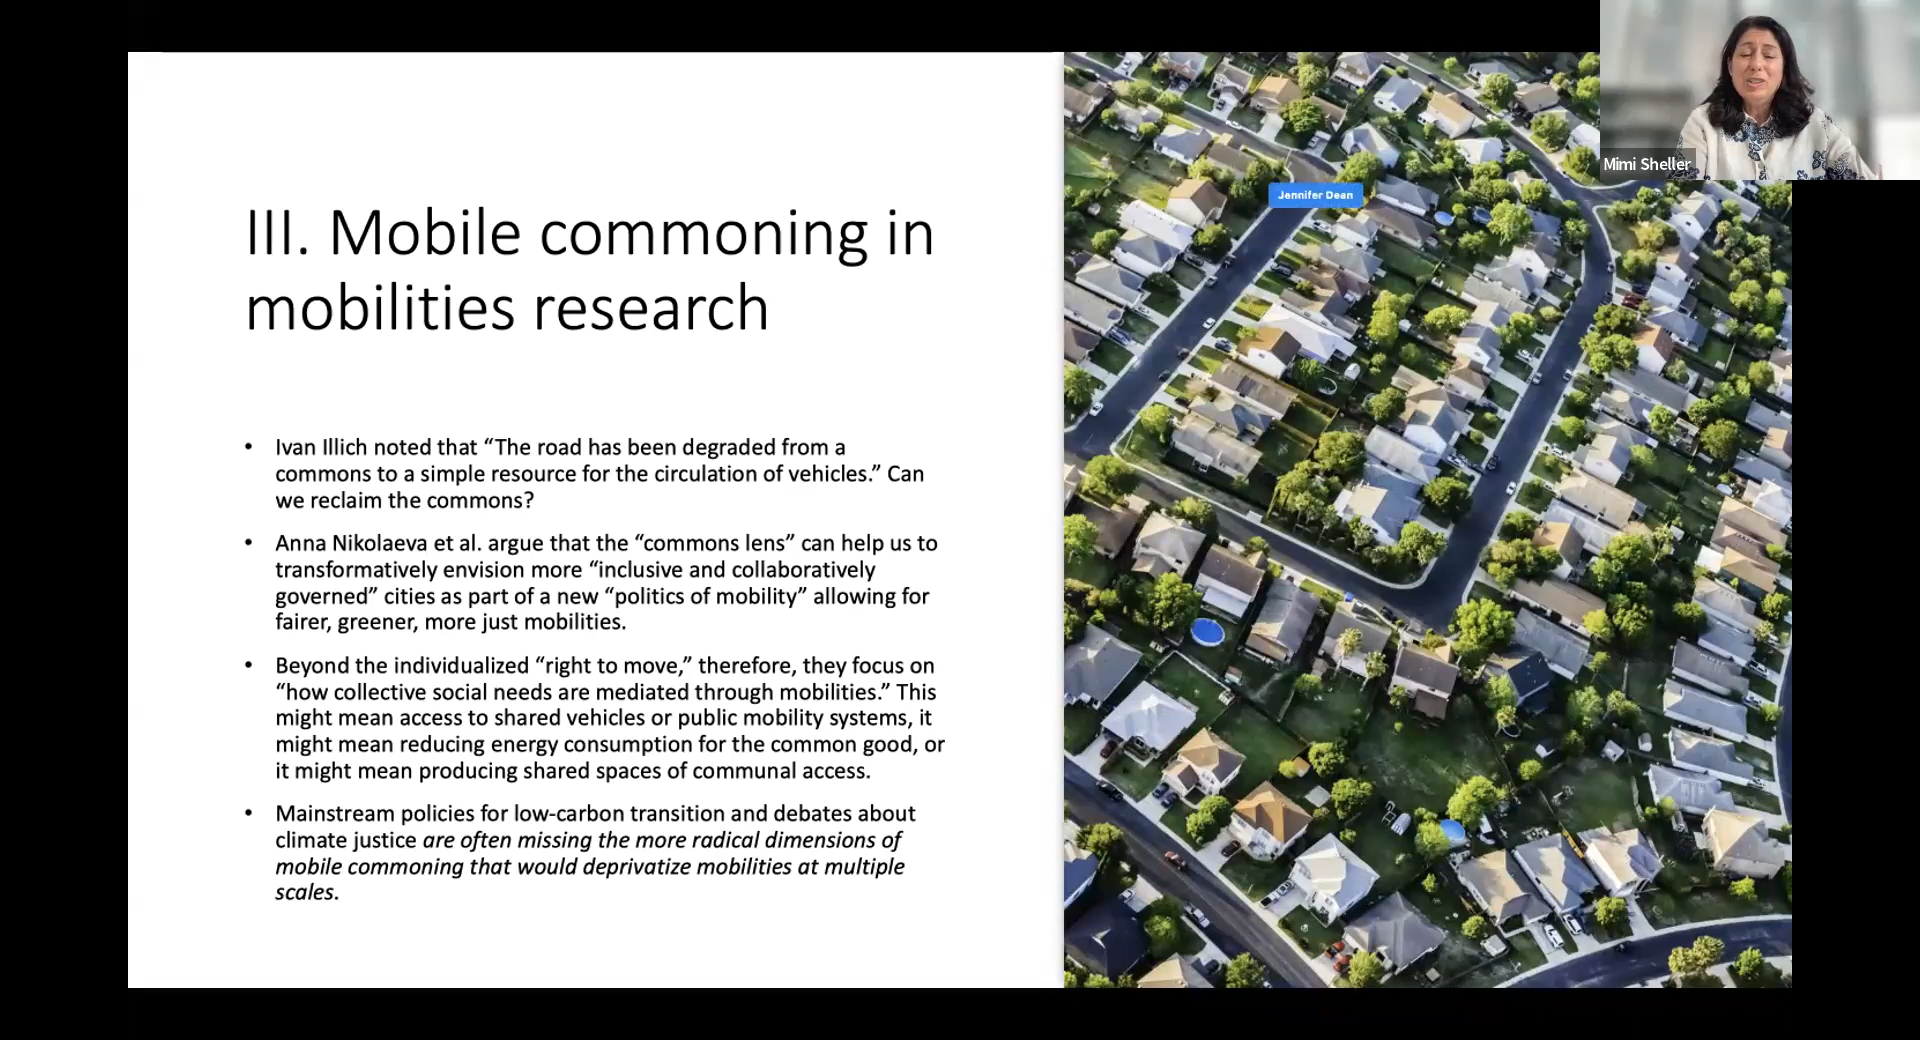 III. Mobile commoning in
mobilities research
• Ivan Illich noted that “The road has been degraded from a
commons to a simple resource for the circulation of vehicles.” Can
we reclaim the commons?
• Anna Nikolaeva et al. argue that the “commons lens” can help us to
transformatively envision more “inclusive and collaboratively
governed” cities as part of a new “politics of mobility” allowing for
fairer, greener, more just mobilities.
• Beyond the individualized “right to move,” therefore, they focus on
“how collective social needs are mediated through mobilities.” This
might mean access to shared vehicles or public mobility systems, it
might mean reducing energy consumption for the common good, or
it might mean producing shared spaces of communal access.
• Mainstream policies for low-carbon transition and debates about
climate justice are often missing the more radical dimensions of
mobile commoning that would deprivatize mobilities at multiple
scales.
Jennifer Dean
Mimi Sheller